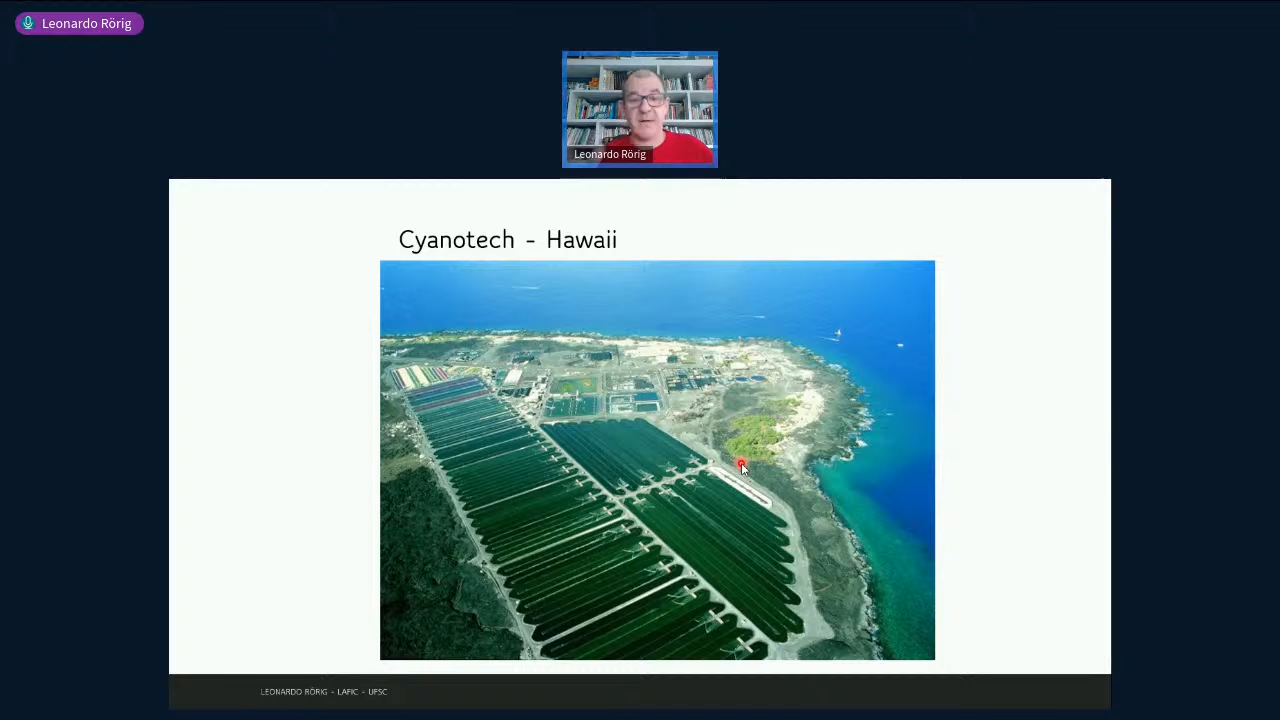 Leonardo Rörig
Leonardo Rörig
Cyanotech - Hawaii
LEONARDO RÖRIG - LAFIC - UFSC